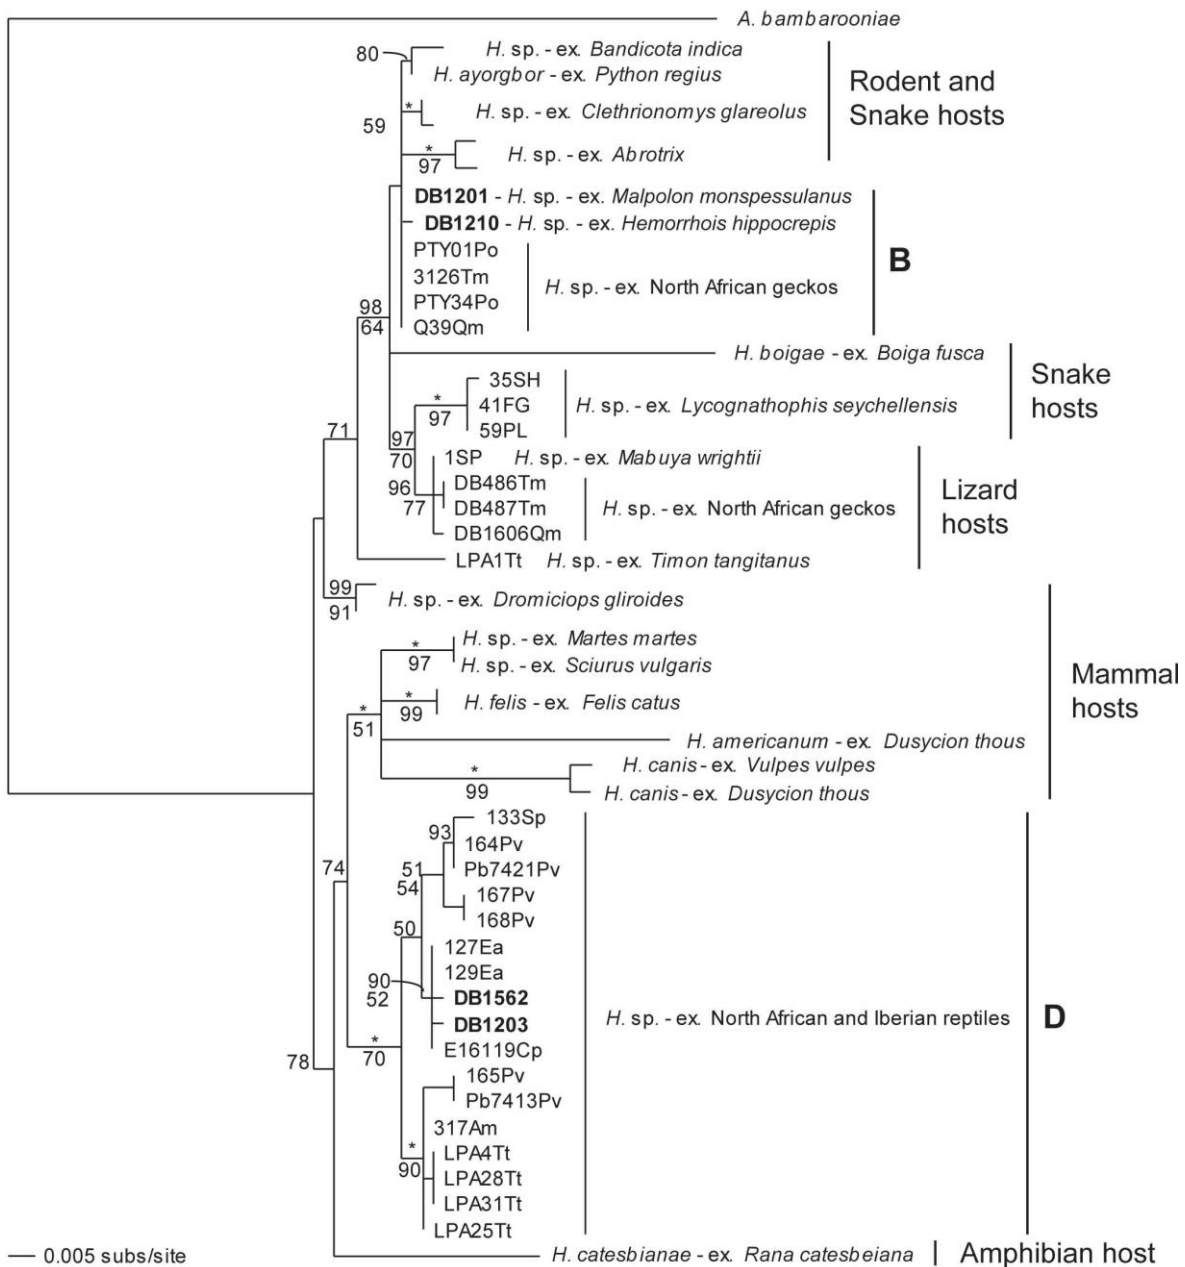 A. bambarooniae
80
H. sp. - ex. Bandicota indica
H. ayorgbor - ex. Python regius
*
59
H. sp. - ex. Clethrionomys glareolus
*
97
H. sp. - ex. Abrotrix
Rodent and
Snake hosts
DB1201 - H. sp. - ex. Malpolon monspessulanus
DB1210 - H. sp. - ex. Hemorrhois hippocrepis
PTY01Po
3126Tm
PTY34Po
Q39Qm
H. sp. - ex. North African geckos
B
98
64
H. boigae - ex. Boiga fusca
35SH
41FG
59PL
*
97
H. sp. - ex. Lycognathophis seychellensis
Snake
hosts
71
97
70
1SP H. sp. - ex. Mabuya wrightii
96
77
DB486Tm
DB487Tm
DB1606Qm
H. sp. - ex. North African geckos
LPA1Tt H. sp. - ex. Timon tangitanus
Lizard
hosts
99
91
H. sp. - ex. Dromiciops gliroides
*
97
H. sp. - ex. Martes martes
H. sp. - ex. Sciurus vulgaris
*
99
H. felis - ex. Felis catus
*
51
H. americanum - ex. Dusycion thous
*
99
H. canis - ex. Vulpes vulpes
H. canis - ex. Dusycion thous
Mammal
hosts
74
93
133Sp
164Pv
Pb7421Pv
51
54
167Pv
168Pv
50
127Ea
129Ea
90
52
DB1562
DB1203
E16119Cp
H. sp. - ex. North African and Iberian reptiles
D
*
70
78
165Pv
Pb7413Pv
317Am
*
90
LPA4Tt
LPA28Tt
LPA31Tt
LPA25Tt
0.005 subs/site
H. catesbianae - ex. Rana catesbeiana
Amphibian host